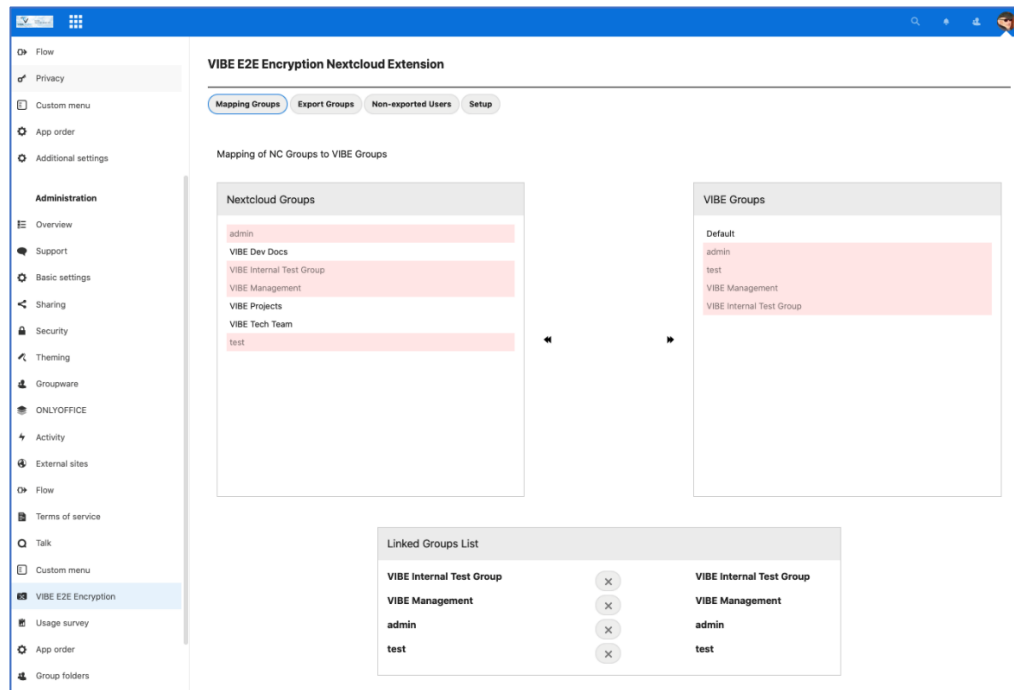 Flow
Privacy
Custom menu
App order
Additional settings
Administration
Overview
Support
Basic settings
Sharing
Security
Theming
Groupware
ONLYOFFICE
Activity
External sites
Flow
Terms of service
Talk
Custom menu
VIBE E2E Encryption
Usage survey
App order
Group folders
VIBE E2E Encryption Nextcloud Extension
Mapping Groups Export Groups Non-exported Users Setup
Mapping of NC Groups to VIBE Groups
Nextcloud Groups
admin
VIBE Dev Docs
VIBE Internal Test Group
VIBE Management
VIBE Projects
VIBE Tech Team
test
VIBE Groups
Default
admin
test
VIBE Management
VIBE Internal Test Group
Linked Groups List
VIBE Internal Test Group VIBE Internal Test Group
VIBE Management VIBE Management
admin admin
test test